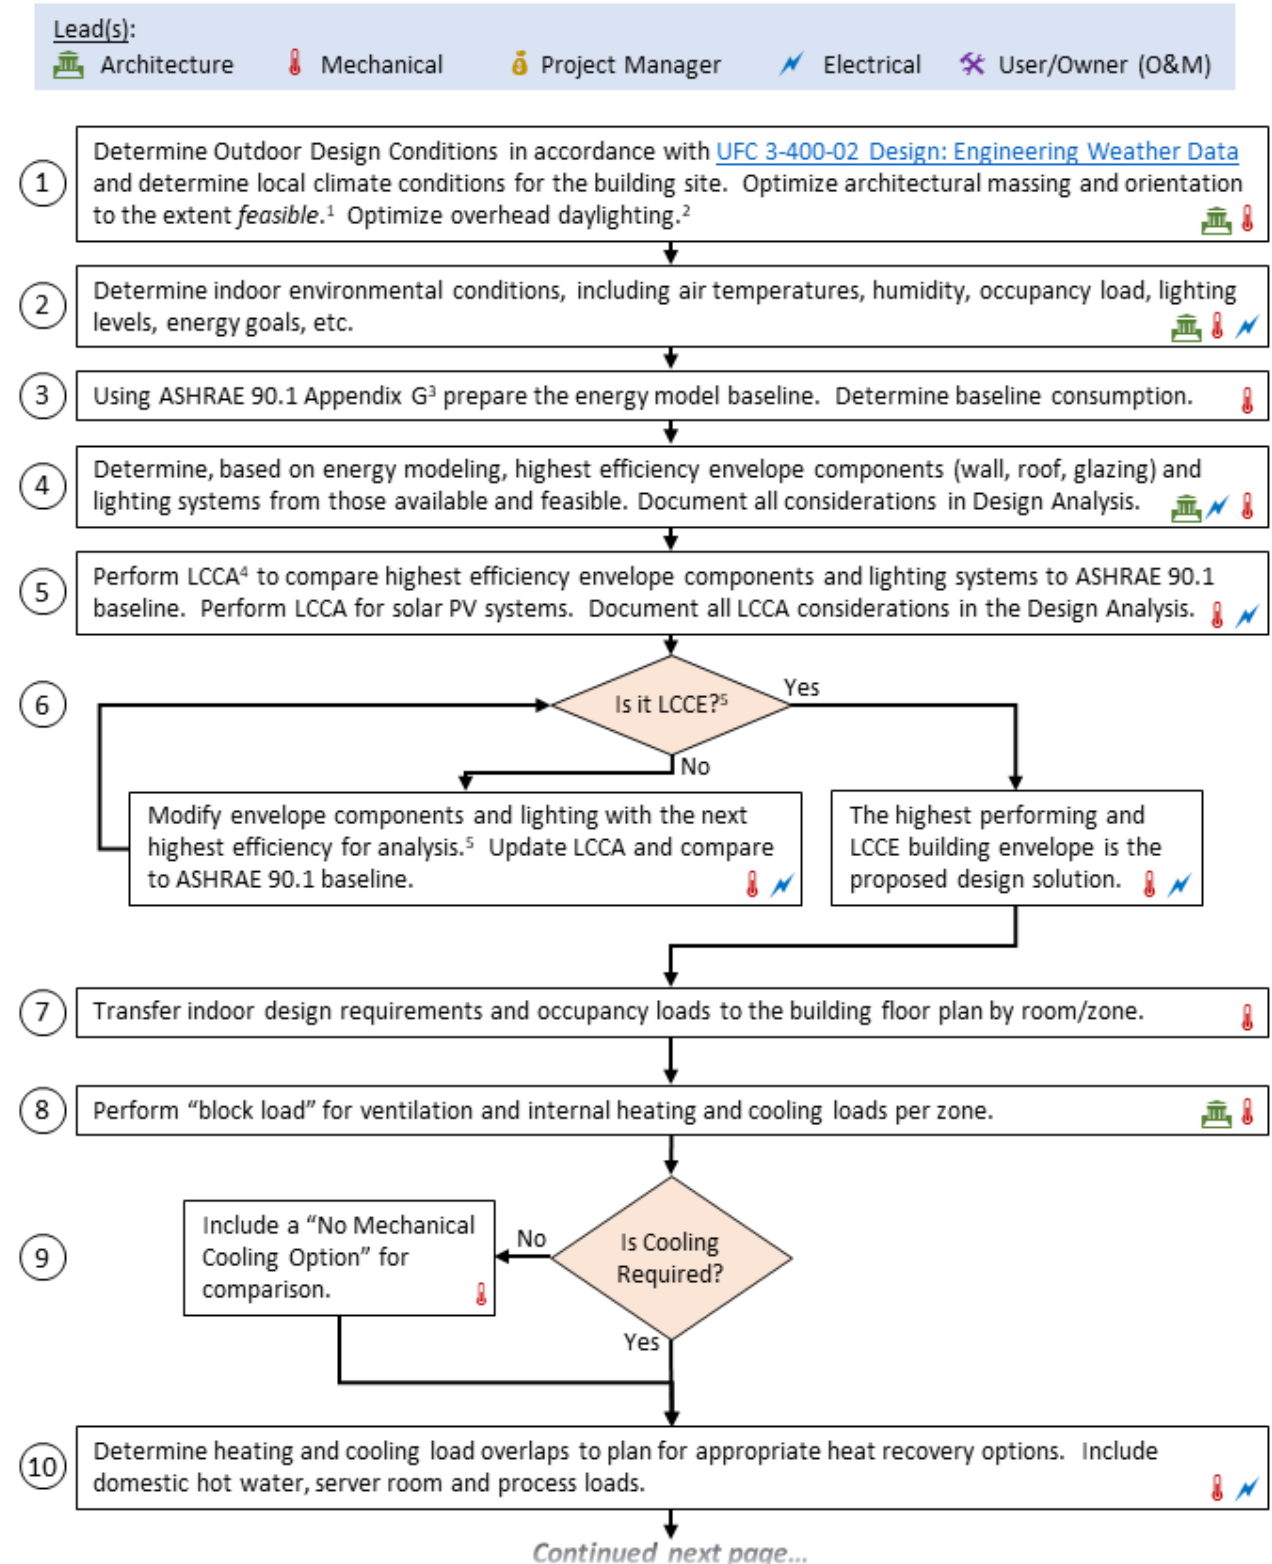 Lead(s):
Architecture Mechanical Project Manager Electrical User/Owner (O&M)
1
Determine Outdoor Design Conditions in accordance with UFC 3-400-02 Design: Engineering Weather Data
and determine local climate conditions for the building site. Optimize architectural massing and orientation
to the extent feasible.¹ Optimize overhead daylighting.²
2
Determine indoor environmental conditions, including air temperatures, humidity, occupancy load, lighting
levels, energy goals, etc.
3
Using ASHRAE 90.1 Appendix G³ prepare the energy model baseline. Determine baseline consumption.
4
Determine, based on energy modeling, highest efficiency envelope components (wall, roof, glazing) and
lighting systems from those available and feasible. Document all considerations in Design Analysis.
5
Perform LCCA⁴ to compare highest efficiency envelope components and lighting systems to ASHRAE 90.1
baseline. Perform LCCA for solar PV systems. Document all LCCA considerations in the Design Analysis.
6
Is it LCCE?⁵
Yes
No
Modify envelope components and lighting with the next
highest efficiency for analysis.⁵ Update LCCA and compare
to ASHRAE 90.1 baseline.
The highest performing and
LCCE building envelope is the
proposed design solution.
7
Transfer indoor design requirements and occupancy loads to the building floor plan by room/zone.
8
Perform “block load” for ventilation and internal heating and cooling loads per zone.
9
Include a “No Mechanical
Cooling Option” for
comparison.
No
Is Cooling
Required?
Yes
10
Determine heating and cooling load overlaps to plan for appropriate heat recovery options. Include
domestic hot water, server room and process loads.
Continued next page...